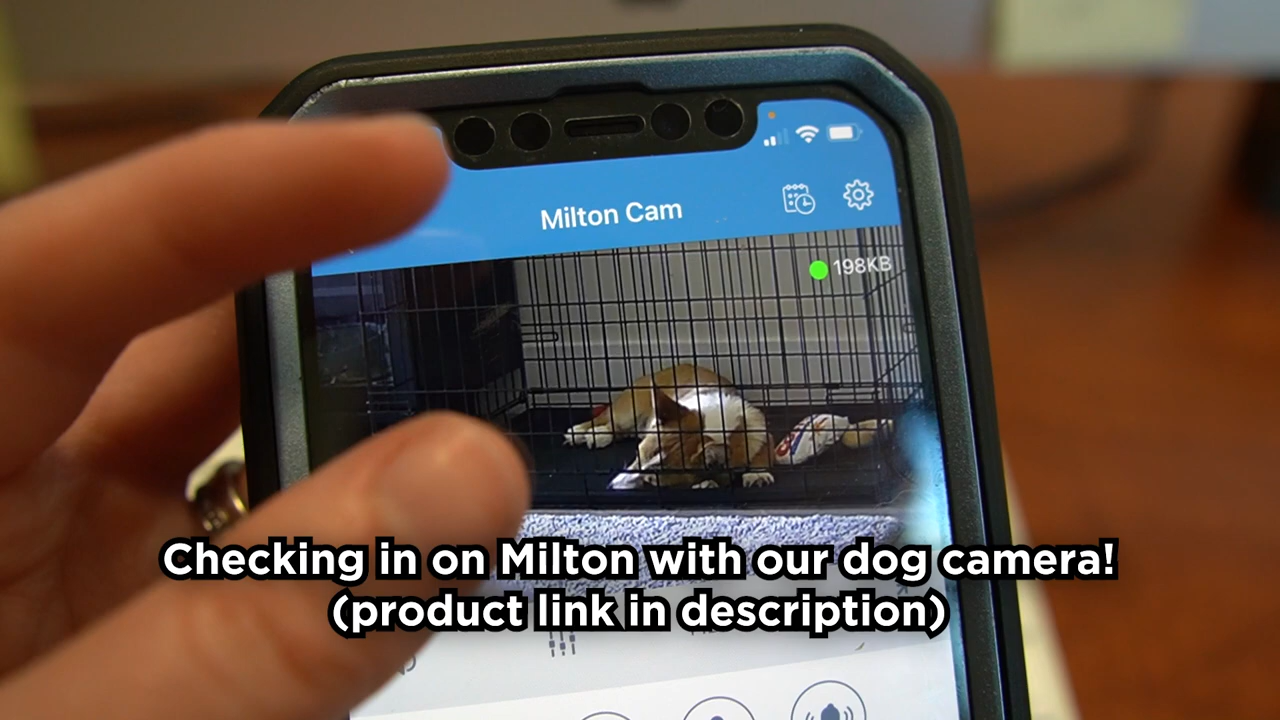 Milton Cam
198KB
Checking in on Milton with our dog camera!
(product link in description)